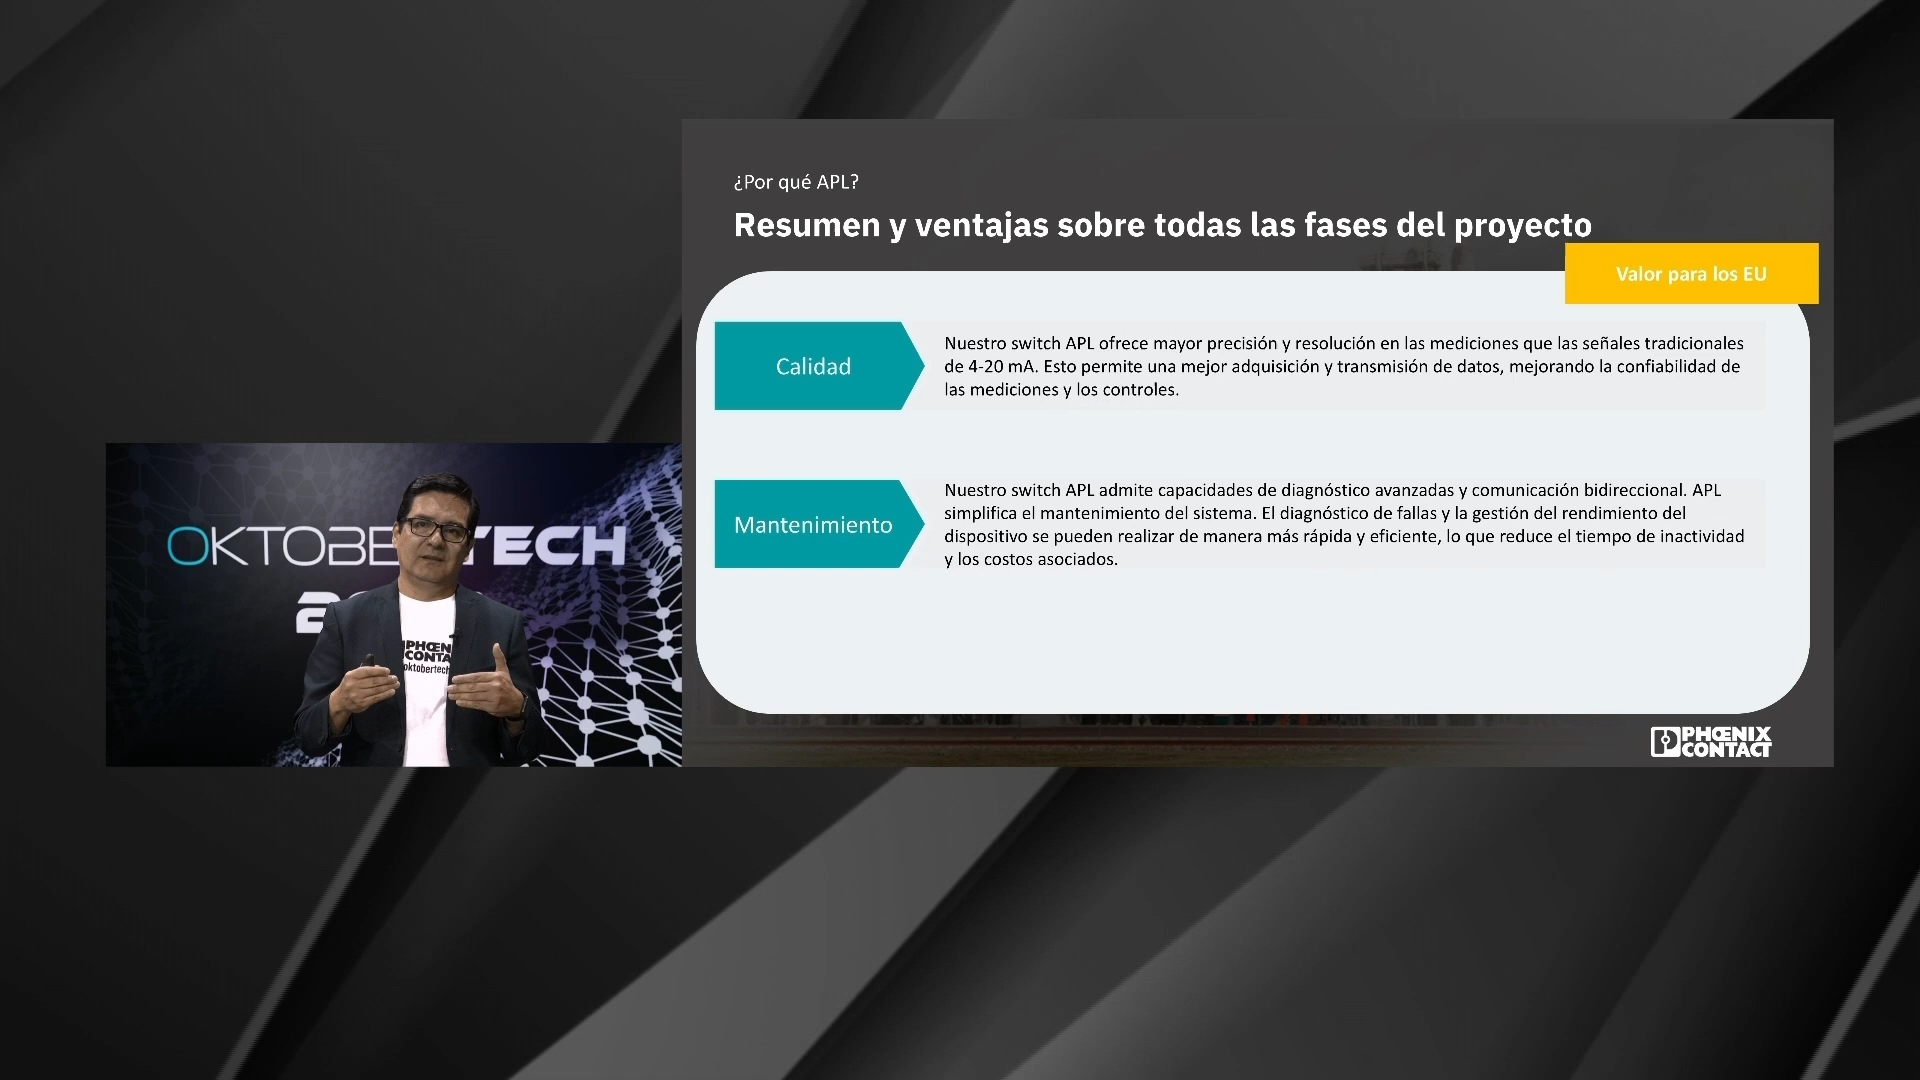 ¿Por qué APL?
Resumen y ventajas sobre todas las fases del proyecto
Valor para los EU
Calidad
Nuestro switch APL ofrece mayor precisión y resolución en las mediciones que las señales tradicionales
de 4-20 mA. Esto permite una mejor adquisición y transmisión de datos, mejorando la confiabilidad de
las mediciones y los controles.
Mantenimiento
Nuestro switch APL admite capacidades de diagnóstico avanzadas y comunicación bidireccional. APL
simplifica el mantenimiento del sistema. El diagnóstico de fallas y la gestión del rendimiento del
dispositivo se pueden realizar de manera más rápida y eficiente, lo que reduce el tiempo de inactividad
y los costos asociados.
PHŒNIX
CONTACT
OKTOBE TECH
2
PHŒN
CONTA
oktobertech